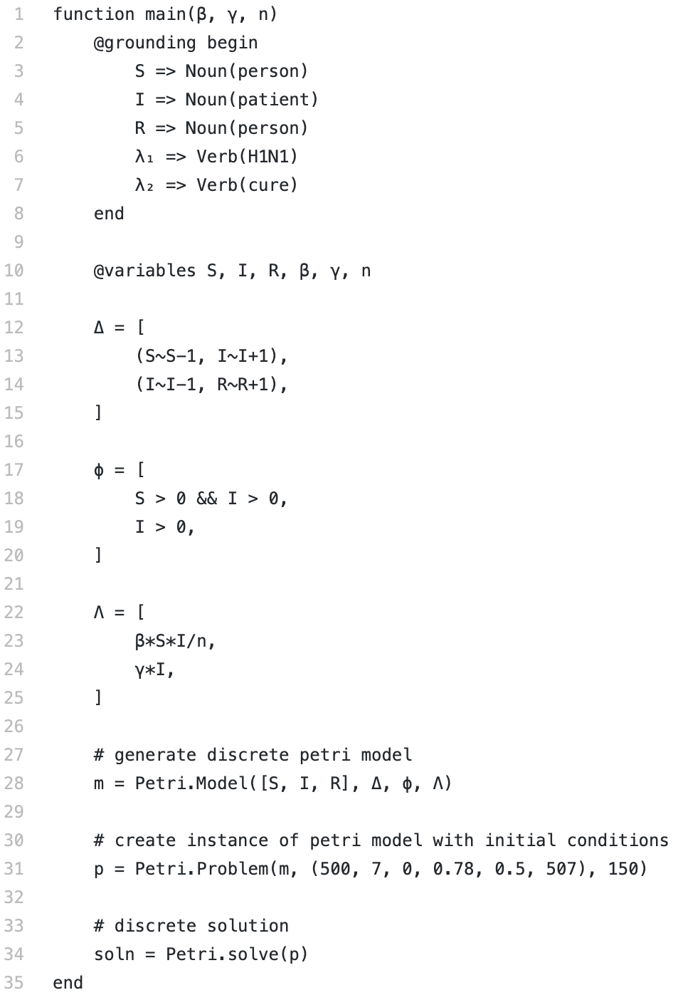 1 function main(β, γ, n)
2     @grounding begin
3         S => Noun(person)
4         I => Noun(patient)
5         R => Noun(person)
6         λ₁ => Verb(H1N1)
7         λ₂ => Verb(cure)
8     end
9
10     @variables S, I, R, β, γ, n
11
12     Δ = [
13         (S~S-1, I~I+1),
14         (I~I-1, R~R+1),
15     ]
16
17     ϕ = [
18         S > 0 && I > 0,
19         I > 0,
20     ]
21
22     Λ = [
23         β*S*I/n,
24         γ*I,
25     ]
26
27     # generate discrete petri model
28     m = Petri.Model([S, I, R], Δ, ϕ, Λ)
29
30     # create instance of petri model with initial conditions
31     p = Petri.Problem(m, (500, 7, 0, 0.78, 0.5, 507), 150)
32
33     # discrete solution
34     soln = Petri.solve(p)
35 end